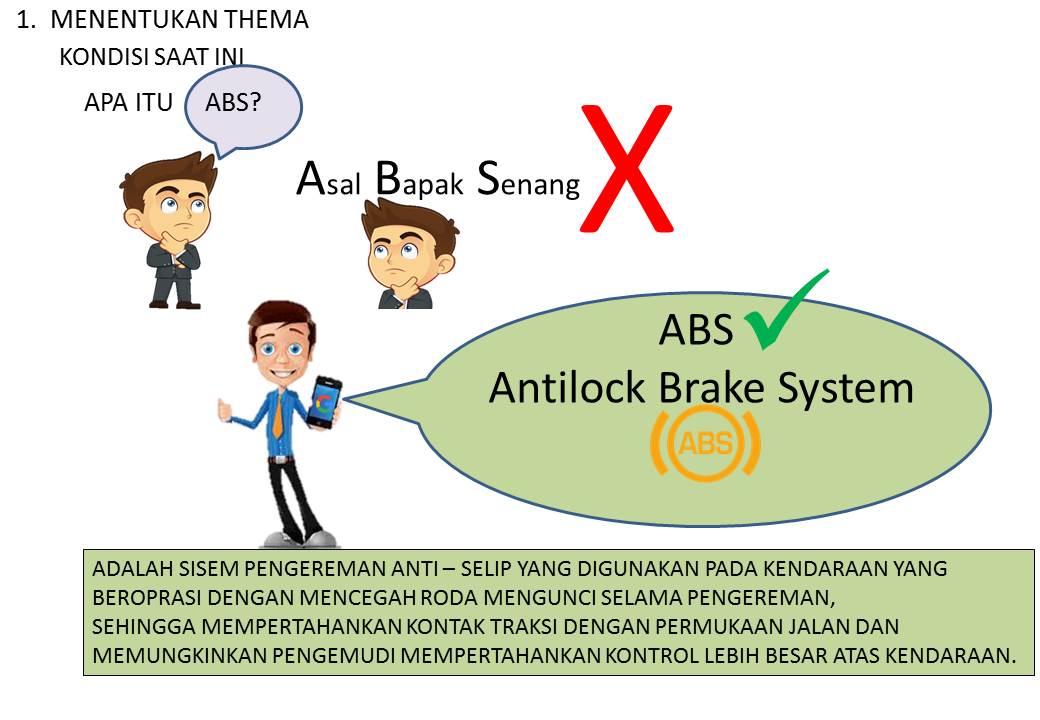 1. MENENTUKAN THEMA
KONDISI SAAT INI
APA ITU ABS?
Asal Bapak Senang X
ABS
Antilock Brake System
ABS
ADALAH SISEM PENGEREMAN ANTI – SELIP YANG DIGUNAKAN PADA KENDARAAN YANG
BEROPRASI DENGAN MENCEGAH RODA MENGUNCI SELAMA PENGEREMAN,
SEHINGGA MEMPERTAHANKAN KONTAK TRAKSI DENGAN PERMUKAAN JALAN DAN
MEMUNGKINKAN PENGEMUDI MEMPERTAHANKAN KONTROL LEBIH BESAR ATAS KENDARAAN.